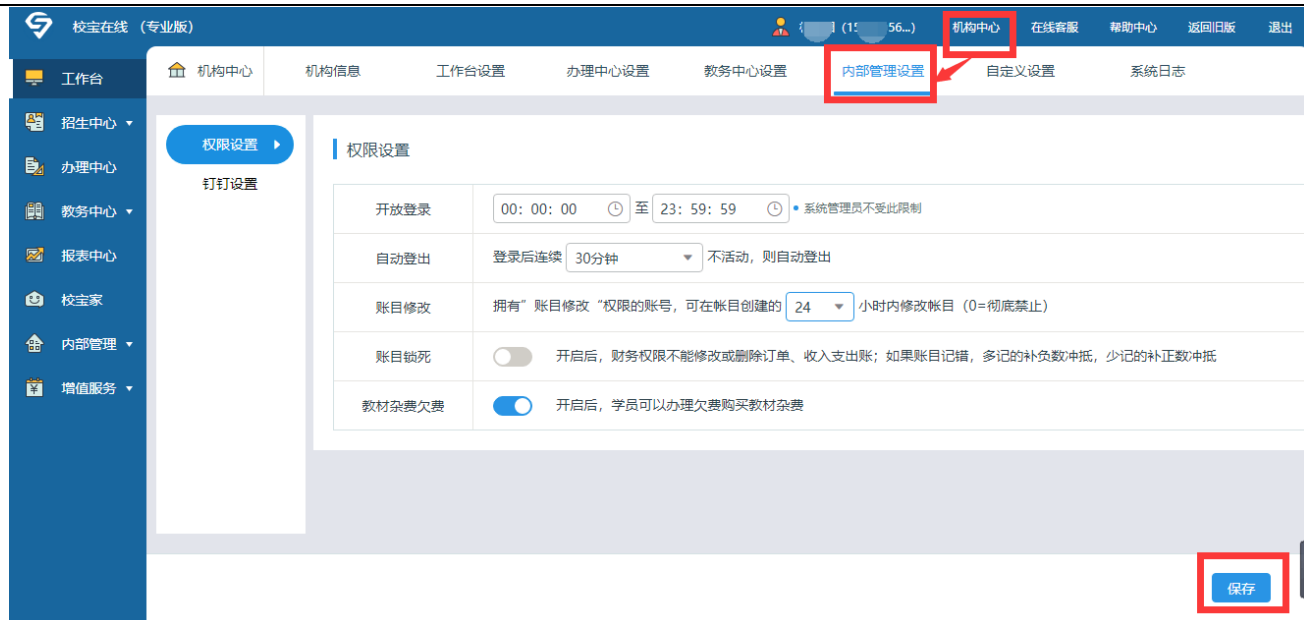 校宝在线（专业版）
(15 56...)
机构中心
在线客服
帮助中心
返回旧版
退出
工作台
招生中心
办理中心
教务中心
报表中心
校宝家
内部管理
增值服务
机构中心
机构信息
工作台设置
办理中心设置
教务中心设置
内部管理设置
自定义设置
系统日志
权限设置
钉钉设置
权限设置
开放登录 00: 00: 00 至 23: 59: 59 系统管理员不受此限制
自动登出 登录后连续 30分钟 不活动，则自动登出
账目修改 拥有”账目修改“权限的账号，可在帐目创建的 24 小时内修改帐目（0=彻底禁止）
账目锁死 开启后，财务权限不能修改或删除订单、收入支出账；如果账目记错，多记的补负数冲抵，少记的补正数冲抵
教材杂费欠费 开启后，学员可以办理欠费购买教材杂费
保存